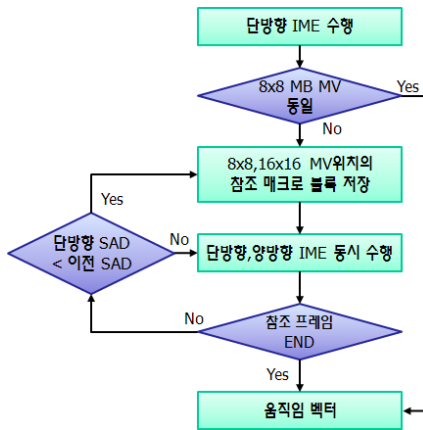 단방향 IME 수행
8x8 MB MV
동일
Yes
No
8x8,16x16 MV위치의
참조 매크로 블록 저장
Yes
단방향 SAD
< 이전 SAD
No
단방향,양방향 IME 동시 수행
No
참조 프레임
END
Yes
움직임 벡터